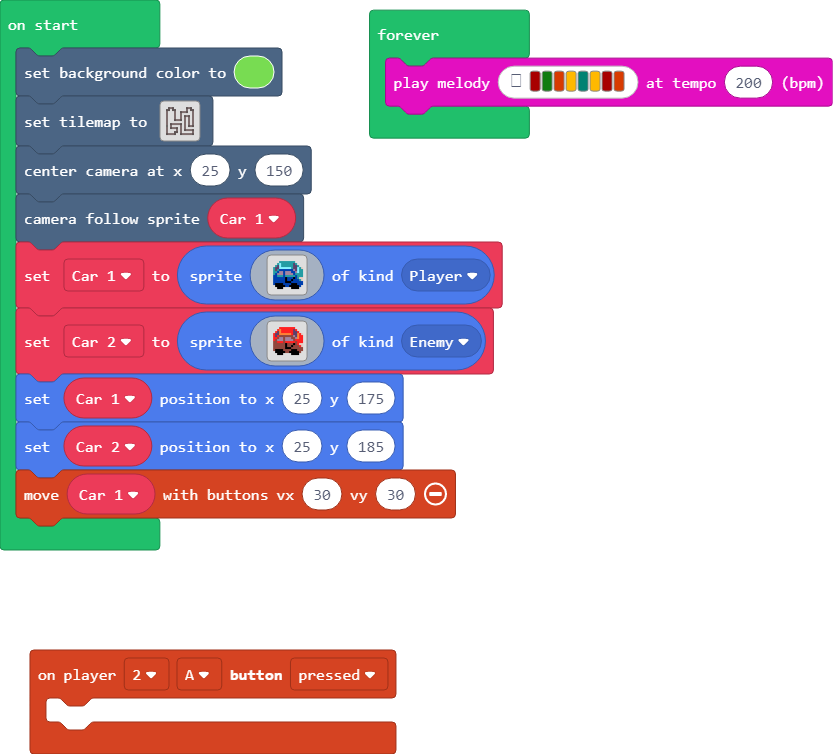 on start
set background color to
set tilemap to
center camera at x 25 y 150
camera follow sprite Car 1
set Car 1 to sprite of kind Player
set Car 2 to sprite of kind Enemy
set Car 1 position to x 25 y 175
set Car 2 position to x 25 y 185
move Car 1 with buttons vx 30 vy 30
forever
play melody at tempo 200 (bpm)
on player 2 A button pressed